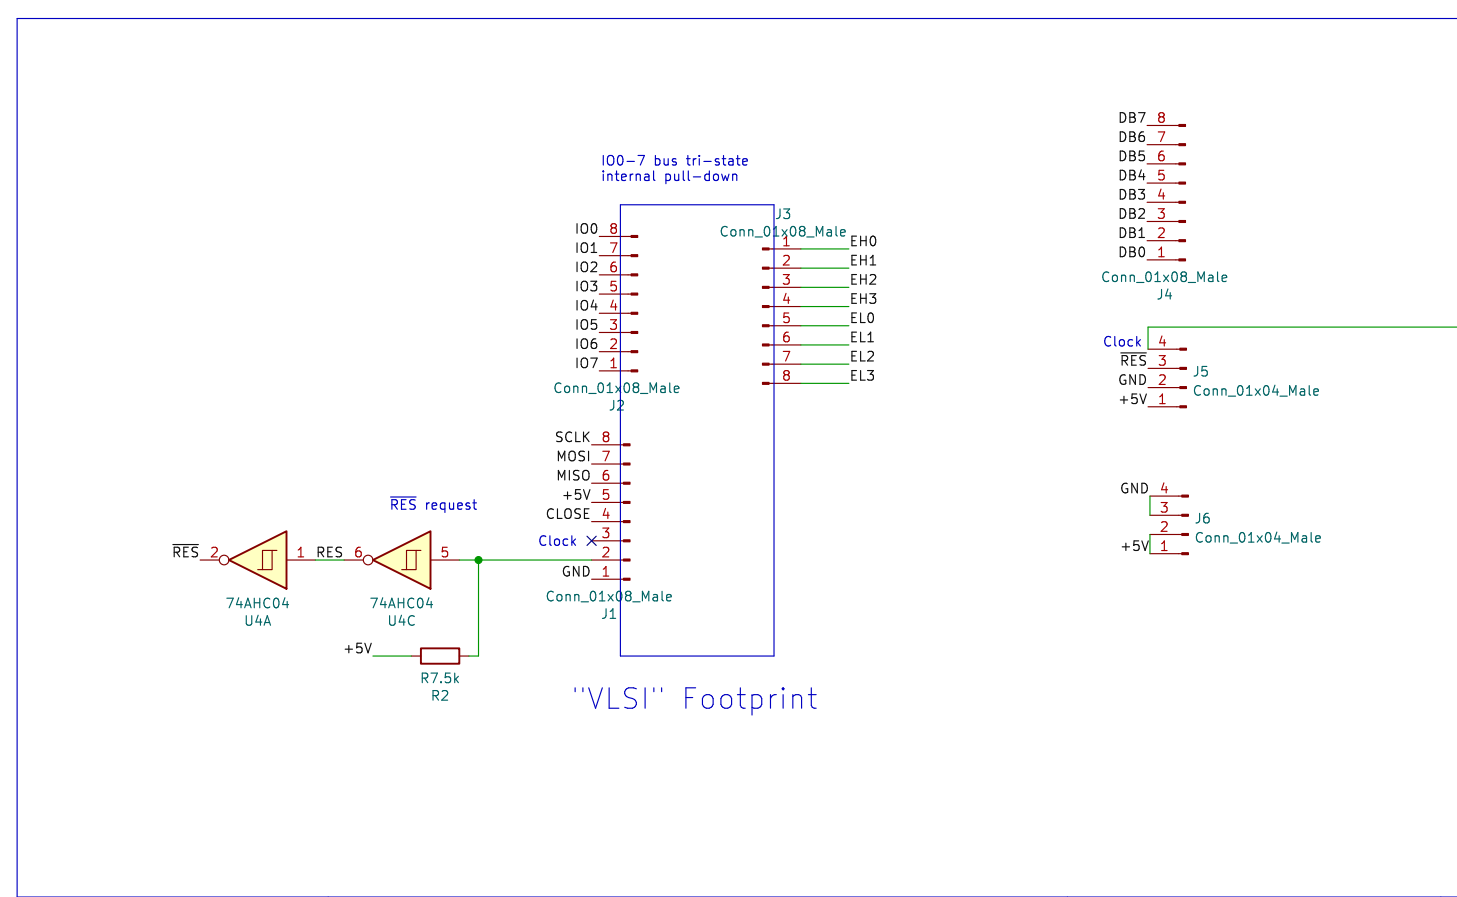 IO0-7 bus tri-state
internal pull-down
J3
Conn_01x08_Male
IO0 8
IO1 7
IO2 6
IO3 5
IO4 4
IO5 3
IO6 2
IO7 1
Conn_01x08_Male
J2
1 EH0
2 EH1
3 EH2
4 EH3
5 EL0
6 EL1
7 EL2
8 EL3
SCLK 8
MOSI 7
MISO 6
+5V 5
CLOSE 4
Clock 3
2
GND 1
Conn_01x08_Male
J1
RES request
RES 2 1 RES 6 5
74AHC04
U4A
74AHC04
U4C
+5V
R7.5k
R2
"VLSI" Footprint
DB7 8
DB6 7
DB5 6
DB4 5
DB3 4
DB2 3
DB1 2
DB0 1
Conn_01x08_Male
J4
Clock 4
RES 3
GND 2
+5V 1
J5
Conn_01x04_Male
GND 4
3
2
+5V 1
J6
Conn_01x04_Male